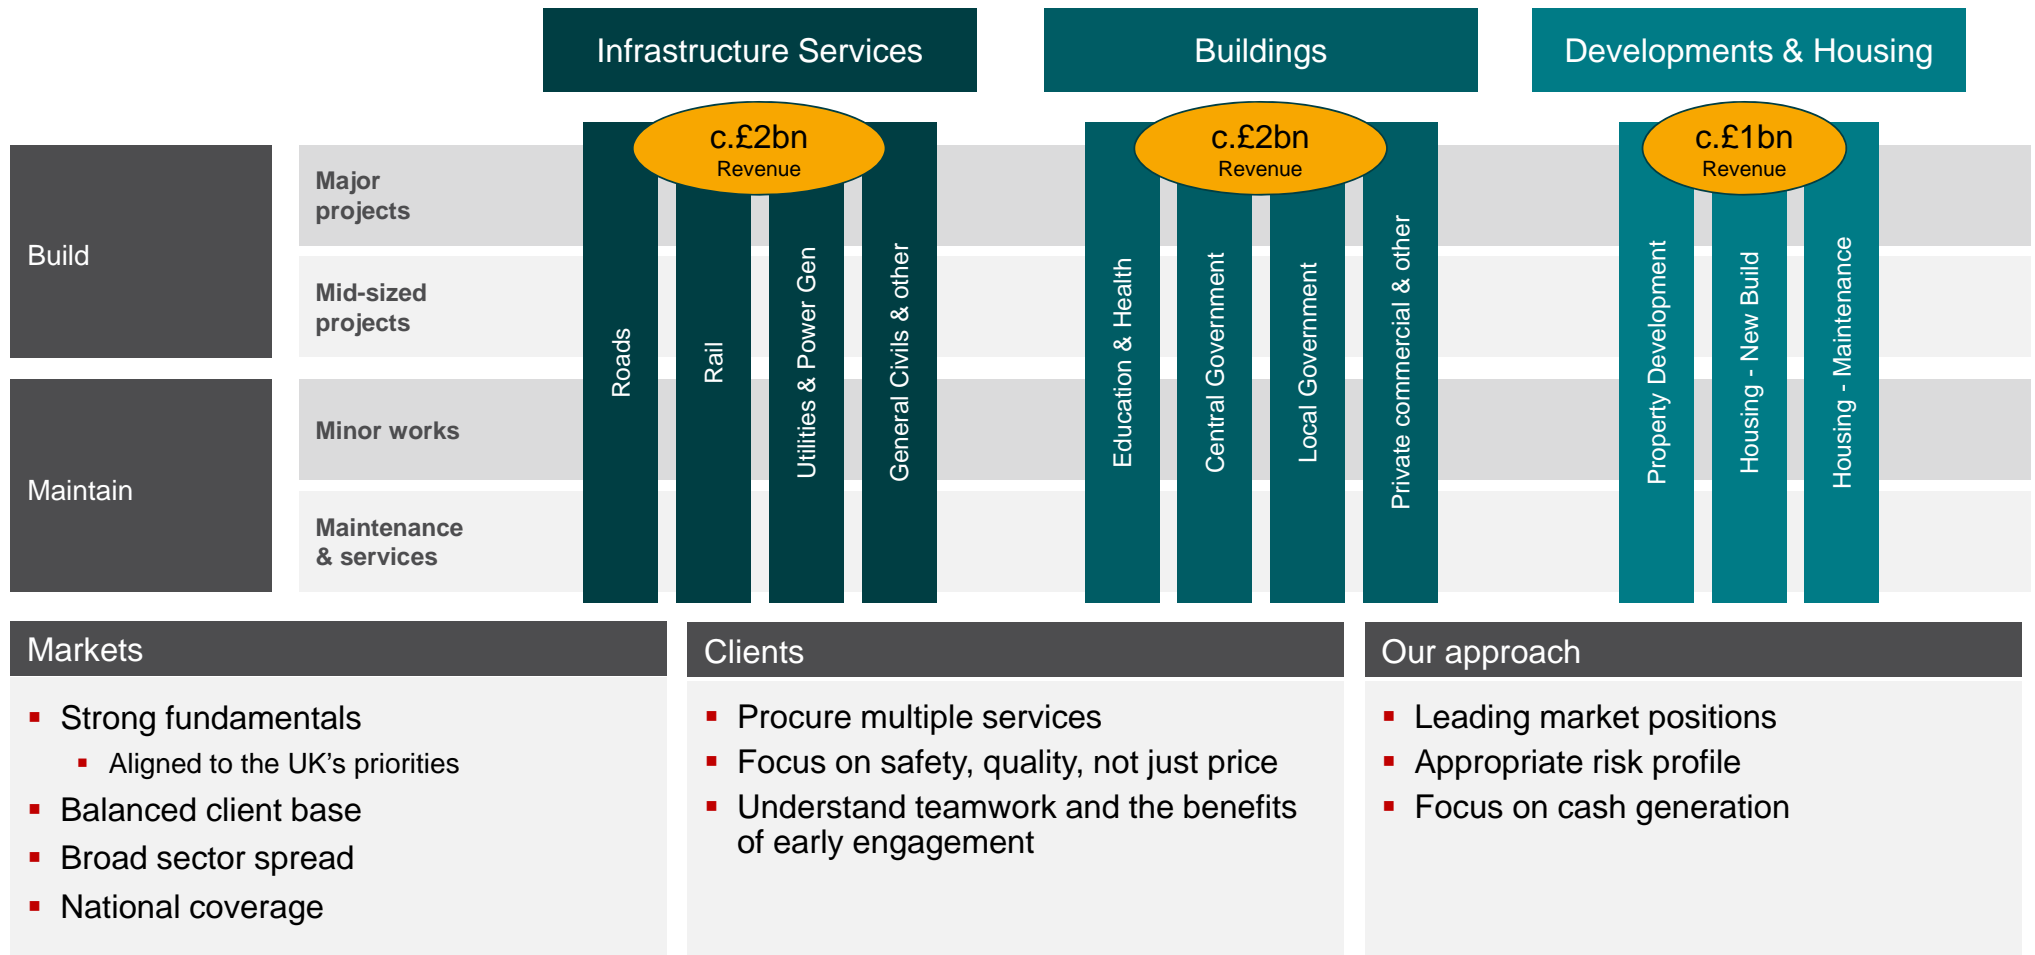 Infrastructure Services
Buildings
Developments & Housing
c.£2bn
Revenue
c.£2bn
Revenue
c.£1bn
Revenue
Build
Major
projects
Mid-sized
projects
Maintain
Minor works
Maintenance
& services
Roads
Rail
Utilities & Power Gen
General Civils & other
Education & Health
Central Government
Local Government
Private commercial & other
Property Development
Housing - New Build
Housing - Maintenance
Markets
▪ Strong fundamentals
▪ Aligned to the UK’s priorities
▪ Balanced client base
▪ Broad sector spread
▪ National coverage
Clients
▪ Procure multiple services
▪ Focus on safety, quality, not just price
▪ Understand teamwork and the benefits
of early engagement
Our approach
▪ Leading market positions
▪ Appropriate risk profile
▪ Focus on cash generation